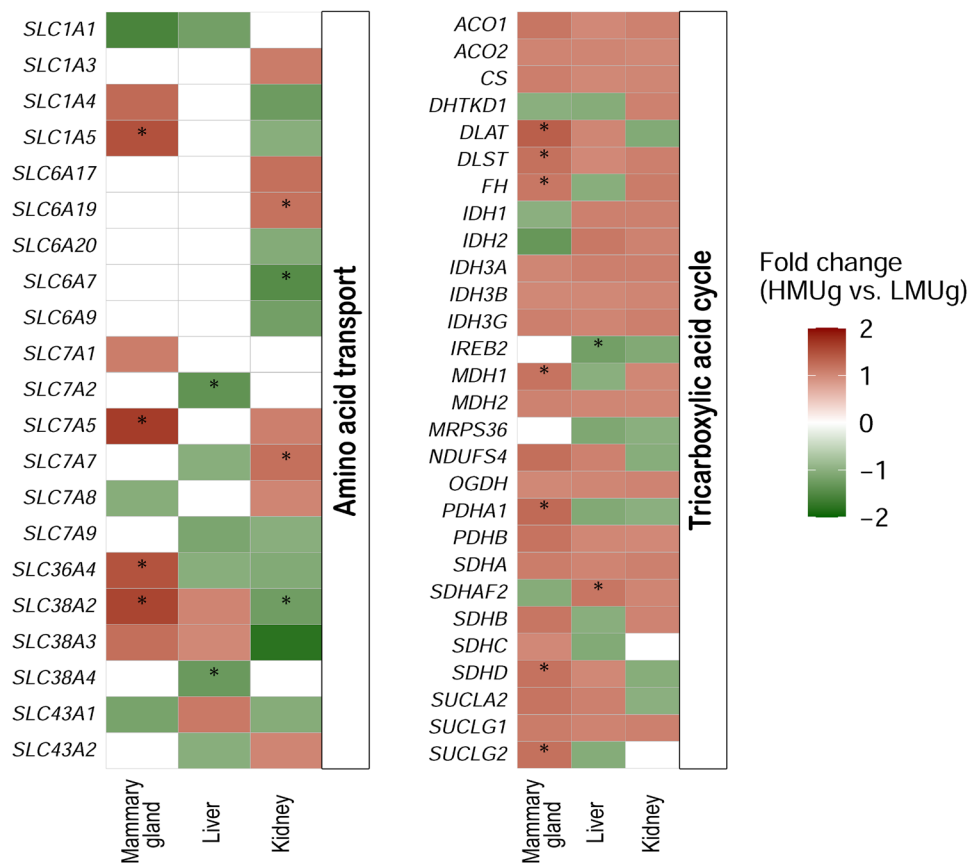 SLC1A1
SLC1A3
SLC1A4
SLC1A5
*
SLC6A17
SLC6A19
*
SLC6A20
SLC6A7
*
SLC6A9
SLC7A1
SLC7A2
*
SLC7A5
*
SLC7A7
*
SLC7A8
SLC7A9
SLC36A4
*
SLC38A2
* *
SLC38A3
SLC38A4
*
SLC43A1
SLC43A2
Mammary
gland
Liver
Kidney
Amino acid transport
ACO1
ACO2
CS
DHTKD1
DLAT
*
DLST
*
FH
*
IDH1
IDH2
IDH3A
IDH3B
IDH3G
IREB2
*
MDH1
*
MDH2
MRPS36
NDUFS4
OGDH
PDHA1
*
PDHB
SDHA
SDHAF2
*
SDHB
SDHC
SDHD
*
SUCLA2
SUCLG1
SUCLG2
*
Mammary
gland
Liver
Kidney
Tricarboxylic acid cycle
Fold change
(HMUg vs. LMUg)
2
1
0
−1
−2